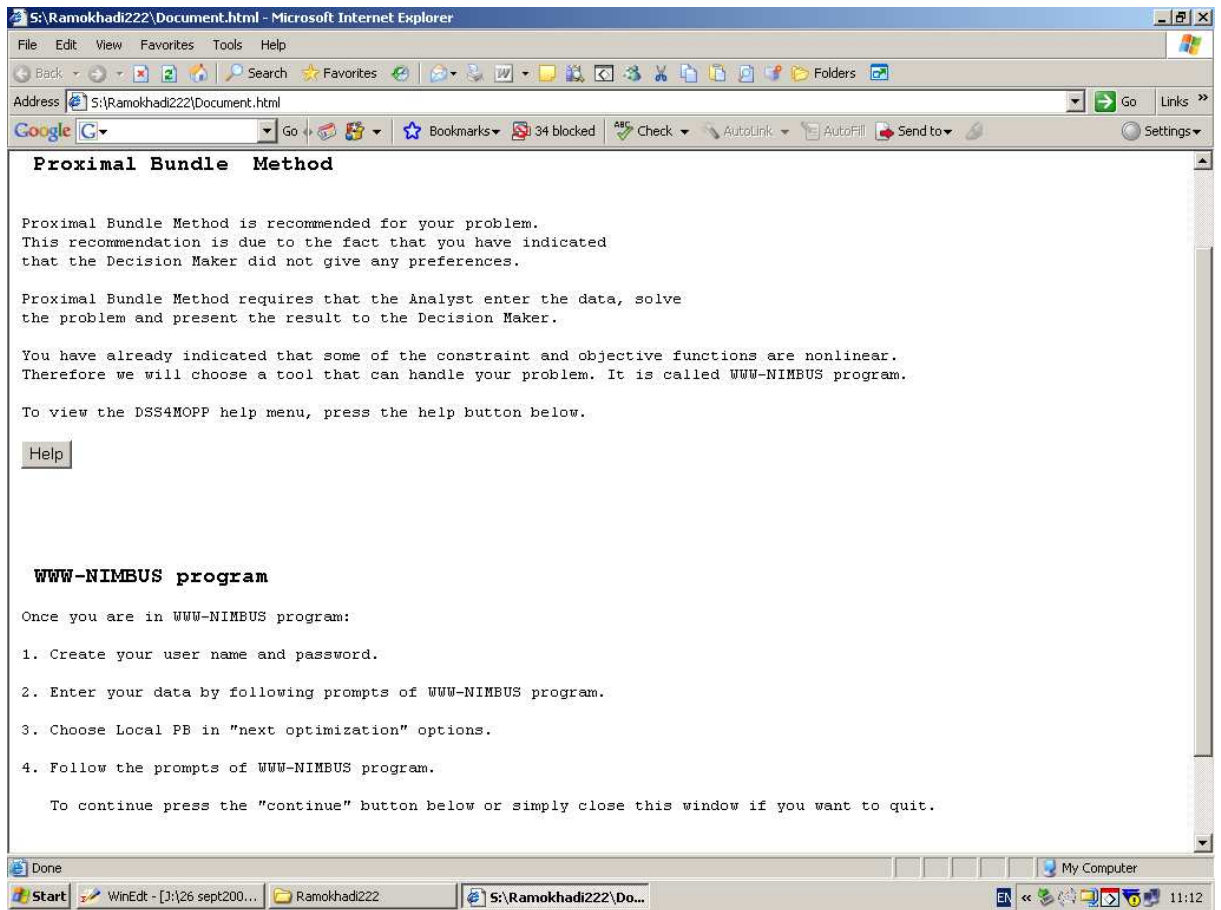 S:\Ramokhadi222\Document.html - Microsoft Internet Explorer
File Edit View Favorites Tools Help
Back Search Favorites Folders
Address S:\Ramokhadi222\Document.html Go Links »
Google G Go Bookmarks 34 blocked Check AutoLink AutoFill Send to Settings
Proximal Bundle Method
Proximal Bundle Method is recommended for your problem.
This recommendation is due to the fact that you have indicated
that the Decision Maker did not give any preferences.
Proximal Bundle Method requires that the Analyst enter the data, solve
the problem and present the result to the Decision Maker.
You have already indicated that some of the constraint and objective functions are nonlinear.
Therefore we will choose a tool that can handle your problem. It is called WWW-NIMBUS program.
To view the DSS4MOPP help menu, press the help button below.
Help
WWW-NIMBUS program
Once you are in WWW-NIMBUS program:
1. Create your user name and password.
2. Enter your data by following prompts of WWW-NIMBUS program.
3. Choose Local PB in "next optimization" options.
4. Follow the prompts of WWW-NIMBUS program.
To continue press the "continue" button below or simply close this window if you want to quit.
Done My Computer
Start WinEdt - [J:\26 sept200... Ramokhadi222 S:\Ramokhadi222\Do... EN « 11:12